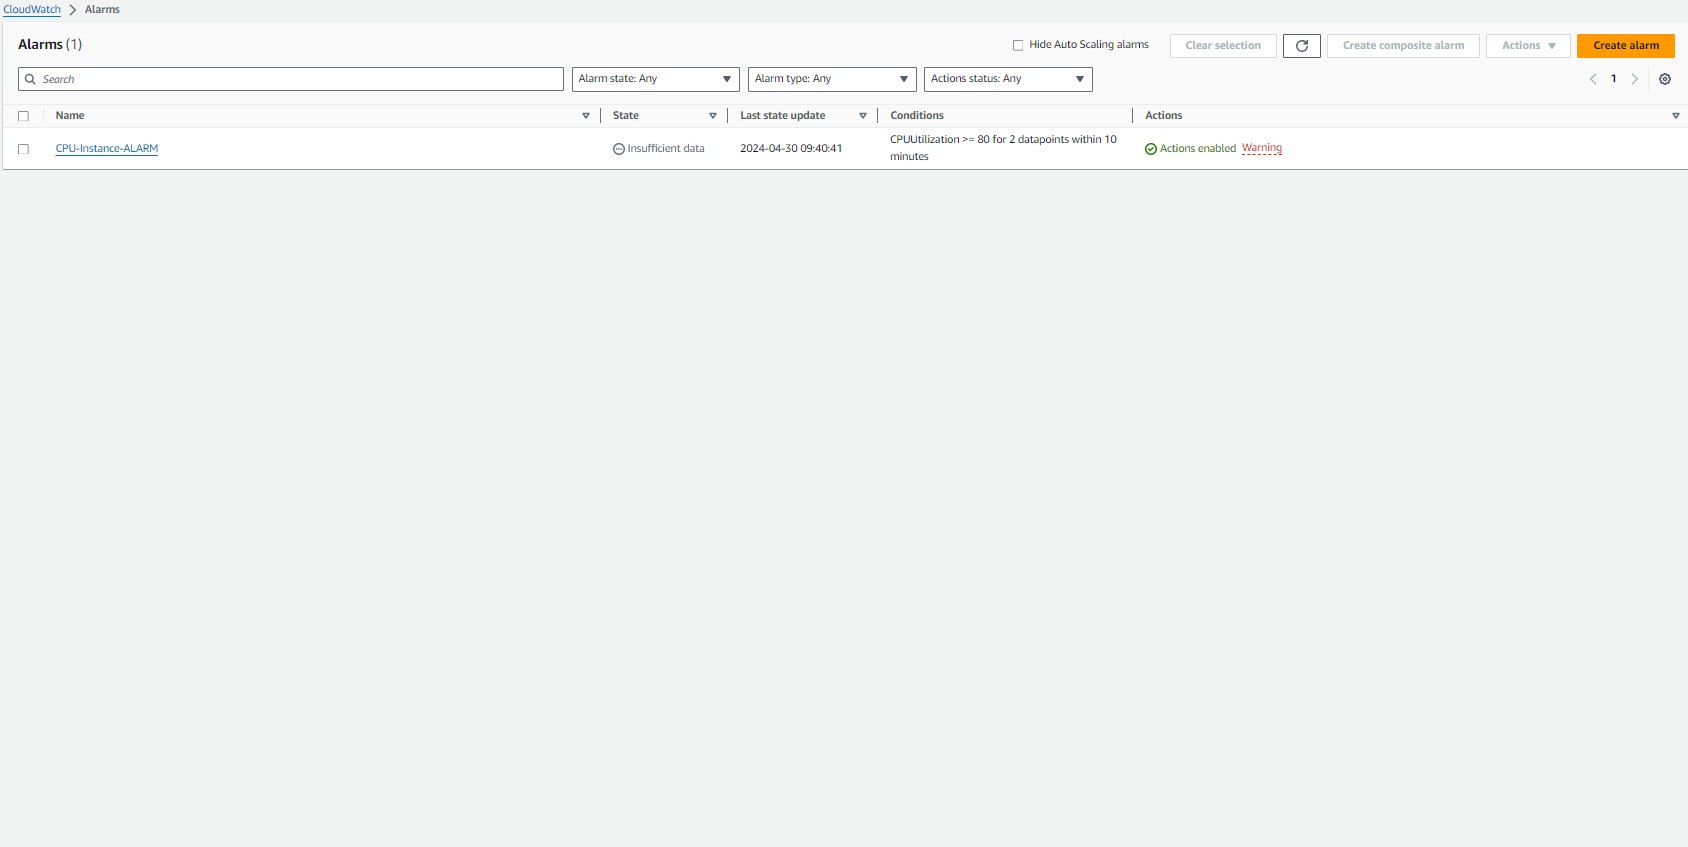 CloudWatch > Alarms
Alarms (1)
Hide Auto Scaling alarms
Clear selection
Create composite alarm
Actions
Create alarm
Search
Alarm state: Any
Alarm type: Any
Actions status: Any
1
Name
State
Last state update
Conditions
Actions
CPU-Instance-ALARM
Insufficient data
2024-04-30 09:40:41
CPUUtilization >= 80 for 2 datapoints within 10
minutes
Actions enabled
Warning